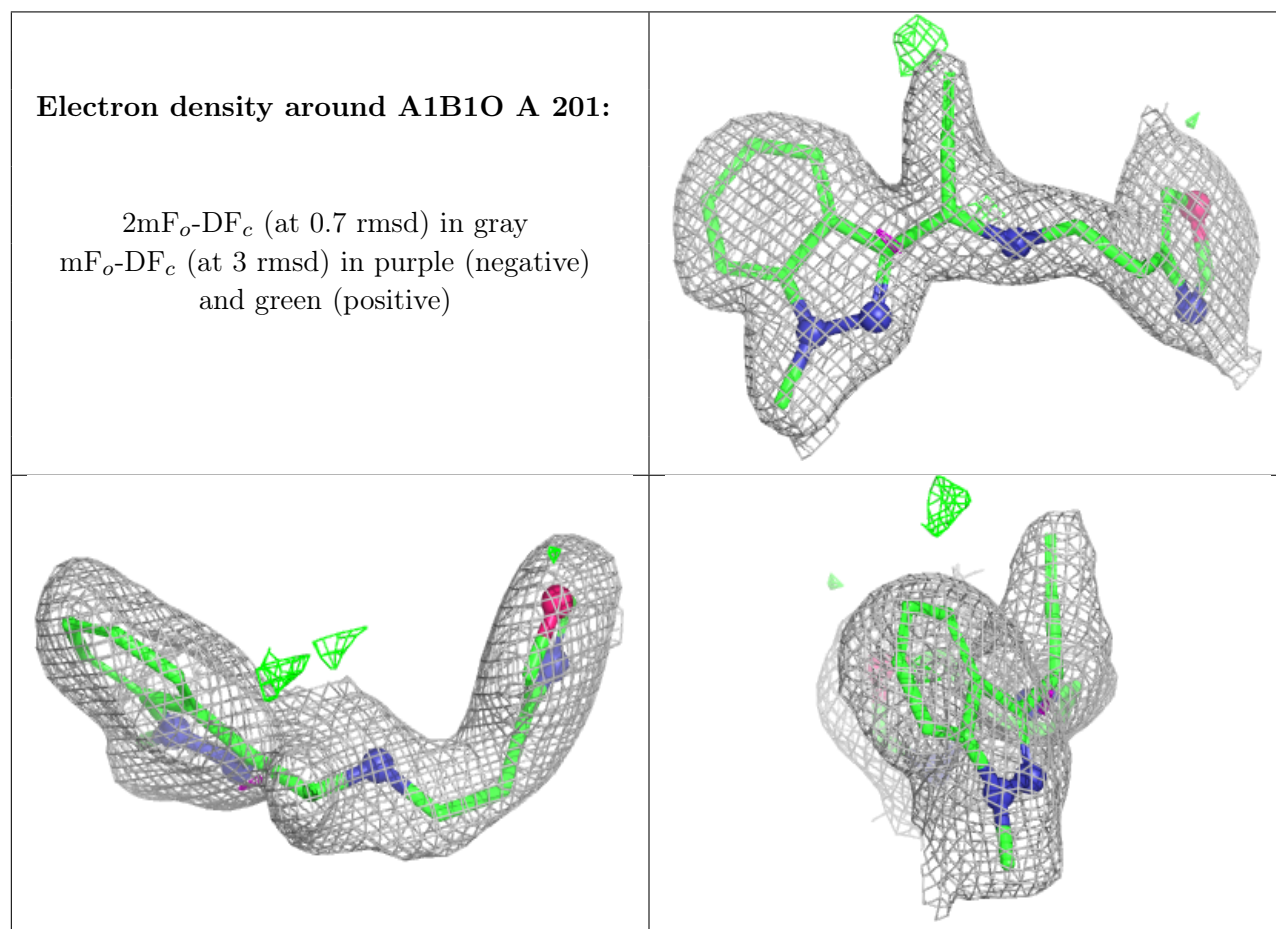 Electron density around A1B1O A 201:
2mFo-DFc (at 0.7 rmsd) in gray
mFo-DFc (at 3 rmsd) in purple (negative)
and green (positive)